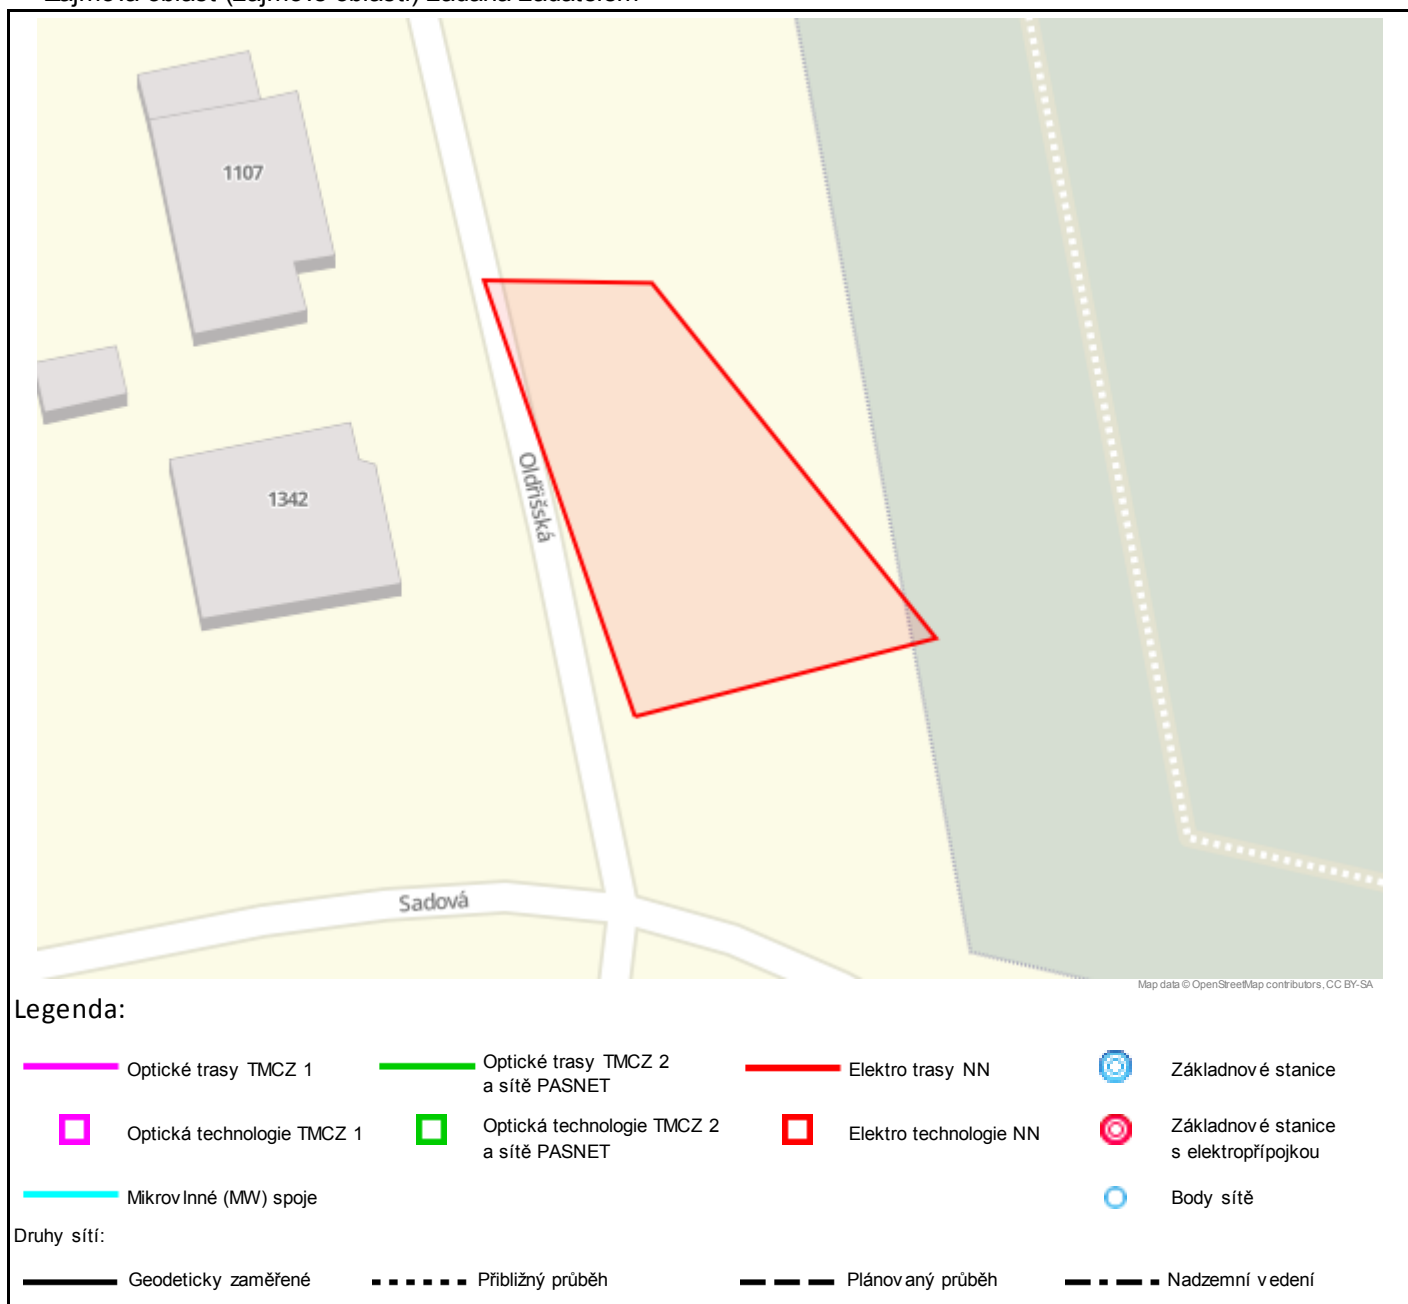 1107
1342
Oldřišská
Sadová
Map data © OpenStreetMap contributors, CC BY-SA
Legenda:
Optické trasy TMCZ 1
Optické trasy TMCZ 2
a sítě PASNET
Elektro trasy NN
Základnové stanice
Optická technologie TMCZ 1
Optická technologie TMCZ 2
a sítě PASNET
Elektro technologie NN
Základnové stanice
s elektropřípojkou
Mikrovlnné (MW) spoje
Body sítě
Druhy sítí:
Geodeticky zaměřené
Přibližný průběh
Plánovaný průběh
Nadzemní vedení